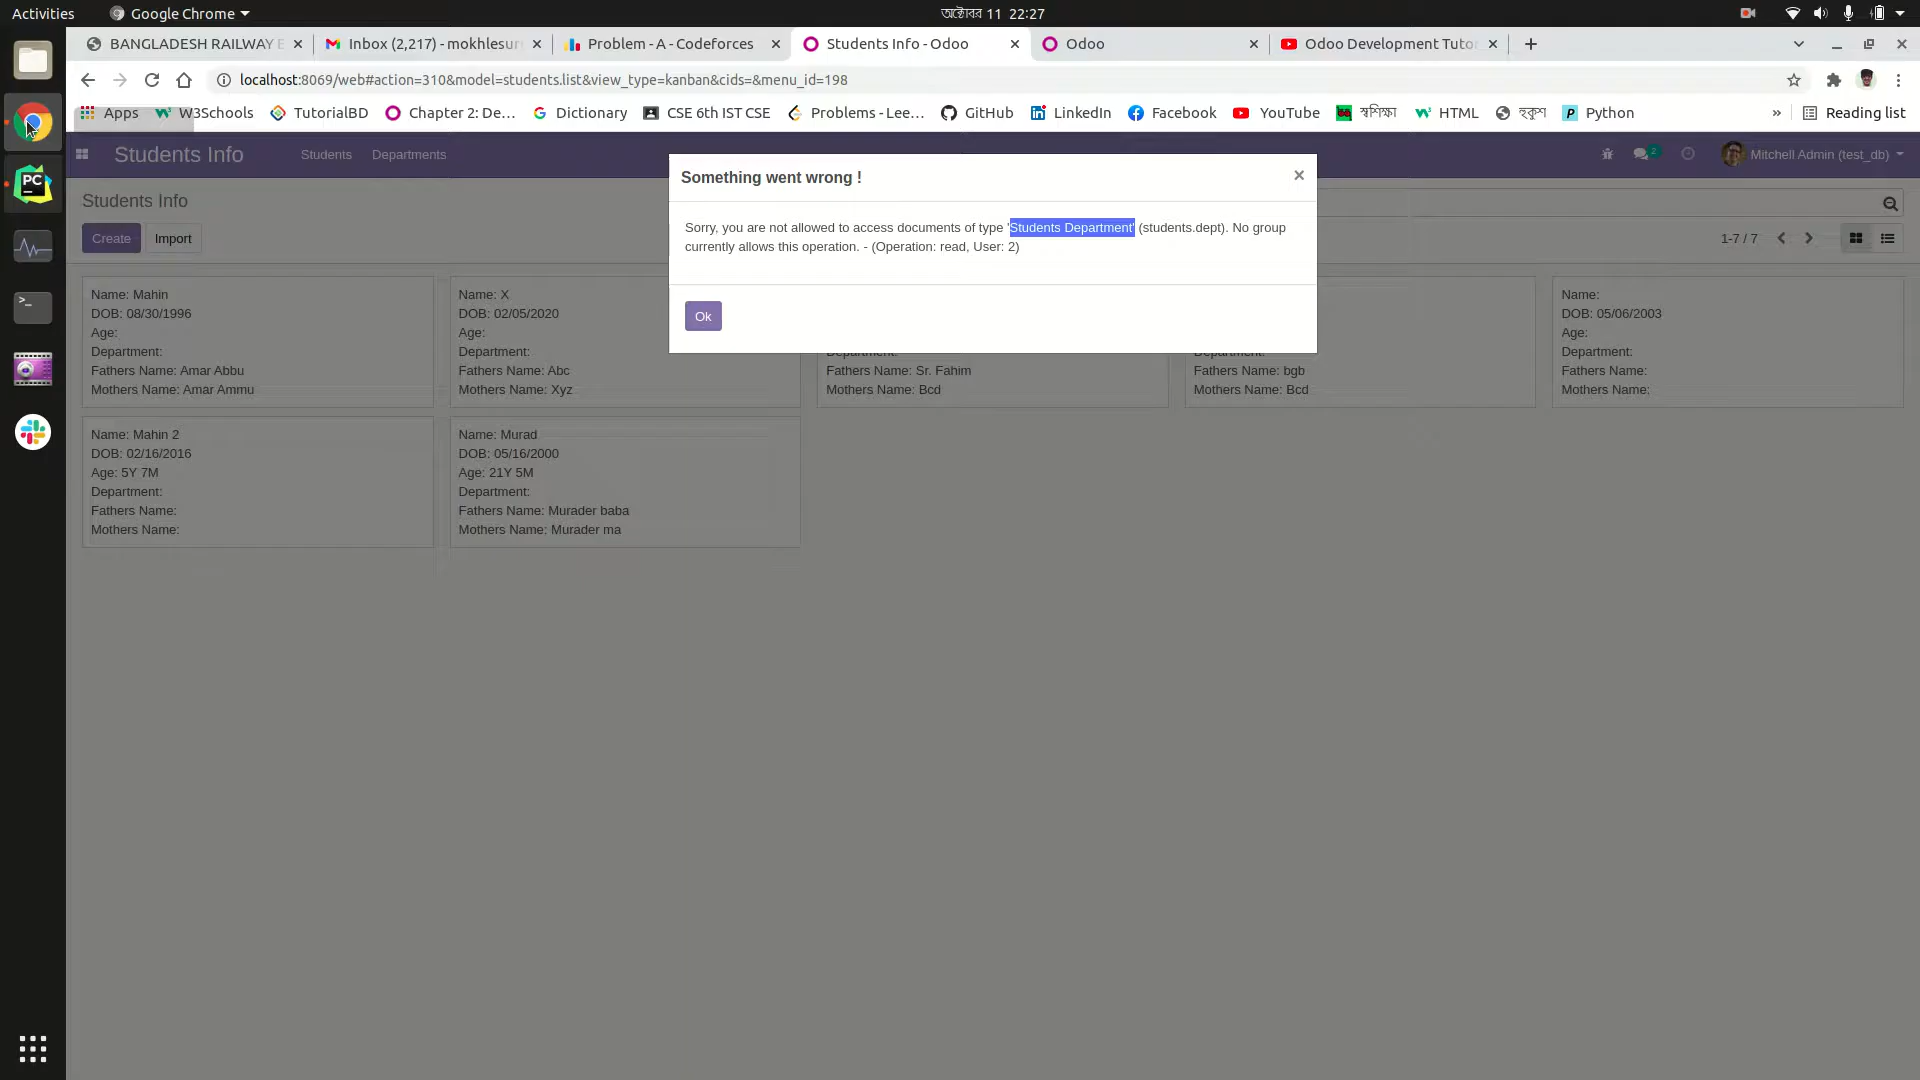 Activities
Google Chrome
অক্টোবর 11 22:27
BANGLADESH RAILWAY E
Inbox (2,217) - mokhlesur
Problem - A - Codeforces
Students Info - Odoo
Odoo
Odoo Development Tutor
localhost:8069/web#action=310&model=students.list&view_type=kanban&cids=&menu_id=198
Apps
W3Schools
TutorialBD
Chapter 2: De...
Dictionary
CSE 6th IST CSE
Problems - Lee...
GitHub
LinkedIn
Facebook
YouTube
HTML
Python
»
Reading list
Students Info
Students
Departments
2
Mitchell Admin (test_db)
Students Info
Create
Import
1-7 / 7
Something went wrong !
×
Sorry, you are not allowed to access documents of type 'Students Department' (students.dept). No group
currently allows this operation. - (Operation: read, User: 2)
Ok
Name: Mahin
DOB: 08/30/1996
Age:
Department:
Fathers Name: Amar Abbu
Mothers Name: Amar Ammu
Name: X
DOB: 02/05/2020
Age:
Department:
Fathers Name: Abc
Mothers Name: Xyz
Department:
Fathers Name: Sr. Fahim
Mothers Name: Bcd
Department:
Fathers Name: bgb
Mothers Name: Bcd
Name:
DOB: 05/06/2003
Age:
Department:
Fathers Name:
Mothers Name:
Name: Mahin 2
DOB: 02/16/2016
Age: 5Y 7M
Department:
Fathers Name:
Mothers Name:
Name: Murad
DOB: 05/16/2000
Age: 21Y 5M
Department:
Fathers Name: Murader baba
Mothers Name: Murader ma
PC